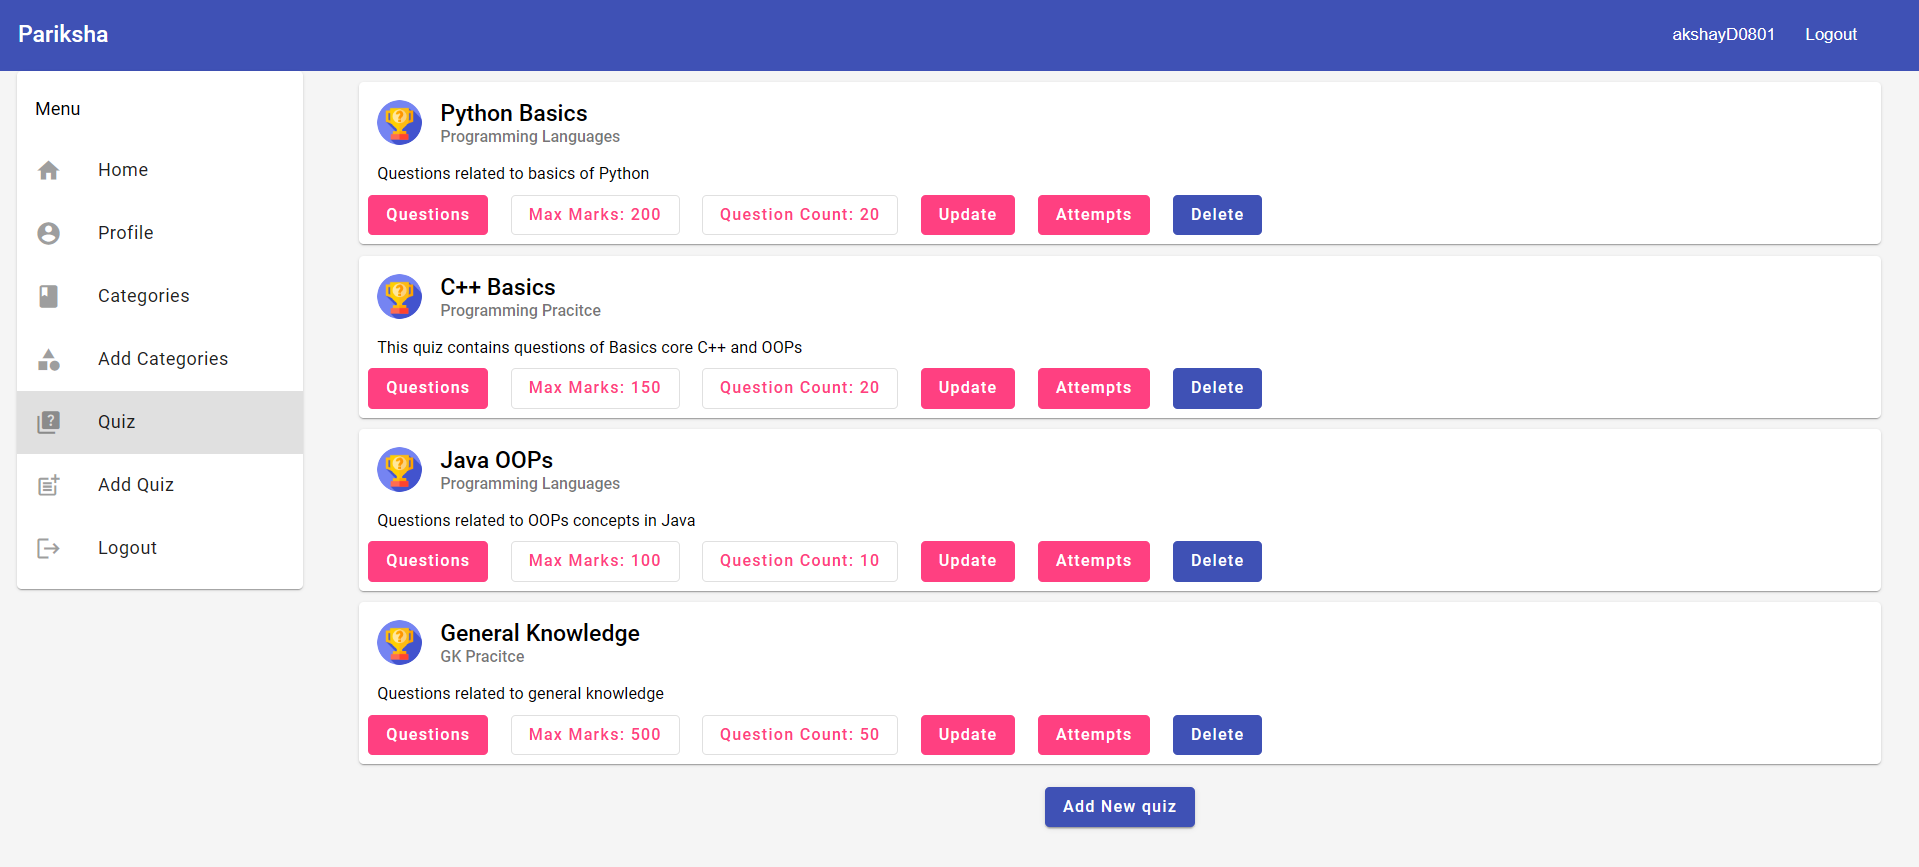 Pariksha
akshayD0801 Logout
Menu
Home
Profile
Categories
Add Categories
Quiz
Add Quiz
Logout
Python Basics
Programming Languages
Questions related to basics of Python
Questions Max Marks: 200 Question Count: 20 Update Attempts Delete
C++ Basics
Programming Pracitce
This quiz contains questions of Basics core C++ and OOPs
Questions Max Marks: 150 Question Count: 20 Update Attempts Delete
Java OOPs
Programming Languages
Questions related to OOPs concepts in Java
Questions Max Marks: 100 Question Count: 10 Update Attempts Delete
General Knowledge
GK Pracitce
Questions related to general knowledge
Questions Max Marks: 500 Question Count: 50 Update Attempts Delete
Add New quiz